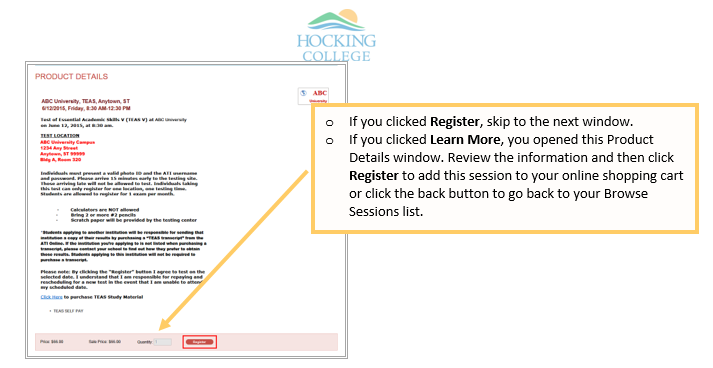 HOCKING
COLLEGE
PRODUCT DETAILS
ABC University, TEAS, Anytown, ST
6/12/2015, Friday, 8:30 AM-12:30 PM
ABC
University
Test of Essential Academic Skills V (TEAS V) at ABC University
on June 12, 2015, at 8:30 am.
TEST LOCATION
ABC University Campus
1234 Any Street
Anytown, ST 99999
Bldg A, Room 320
Individuals must present a valid photo ID and the ATI username
and password. Please arrive 15 minutes early to the testing site.
Those arriving late will not be allowed to test. Individuals taking
this test can only register for one location, one testing time.
Students are allowed to register for 1 exam per month.
- Calculators are NOT allowed
- Bring 2 or more #2 pencils
- Scratch paper will be provided by the testing center
*Students applying to another institution will be responsible for sending that
institution a copy of their results by purchasing a "TEAS transcript" from the
ATI Online. If the institution you're applying to is not listed when purchasing a
transcript, please contact your school to find out how they prefer to obtain
these results. Students applying to this institution will not be required to
purchase a transcript.
Please note: By clicking the "Register" button I agree to test on the
selected date. I understand that I am responsible for repaying and
rescheduling for a new test in the event that I am unable to attend
my scheduled date.
Click Here to purchase TEAS Study Material
• TEAS SELF PAY
Price: Sale Price: Quantity: Register
o If you clicked Register, skip to the next window.
o If you clicked Learn More, you opened this Product
Details window. Review the information and then click
Register to add this session to your online shopping cart
or click the back button to go back to your Browse
Sessions list.